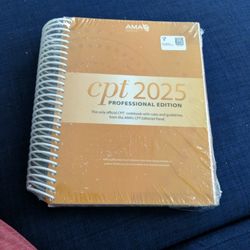 AMA
cpt 2025
PROFESSIONAL EDITION
The only official CPT codebook with rules and guidelines
from the AMA's CPT Editorial Panel.